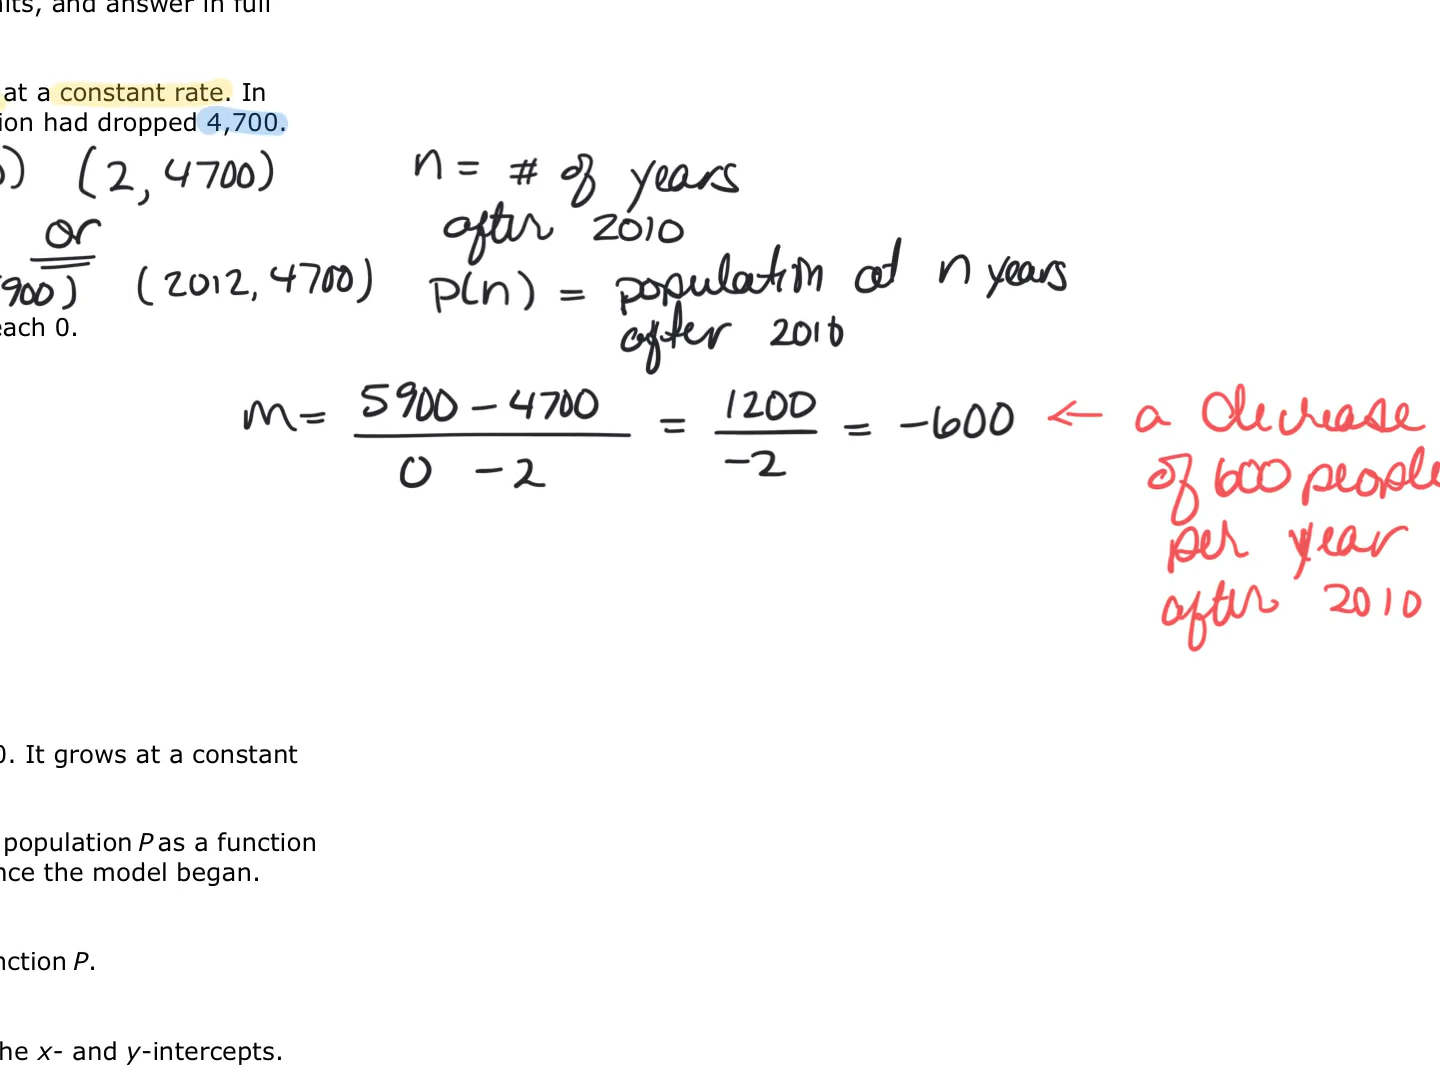 and answer in full
at a constant rate. In
ion had dropped 4,700.
(2, 4700)
n = # of years
after 2010
or
900) (2012, 4700)
P(n) = population at n years
each 0.
after 2010
m = 5900 - 4700 / 0 - 2 = 1200 / -2 = -600 ← a decrease
of 600 people
per year
after 2010
0. It grows at a constant
population P as a function
nce the model began.
nction P.
he x- and y-intercepts.